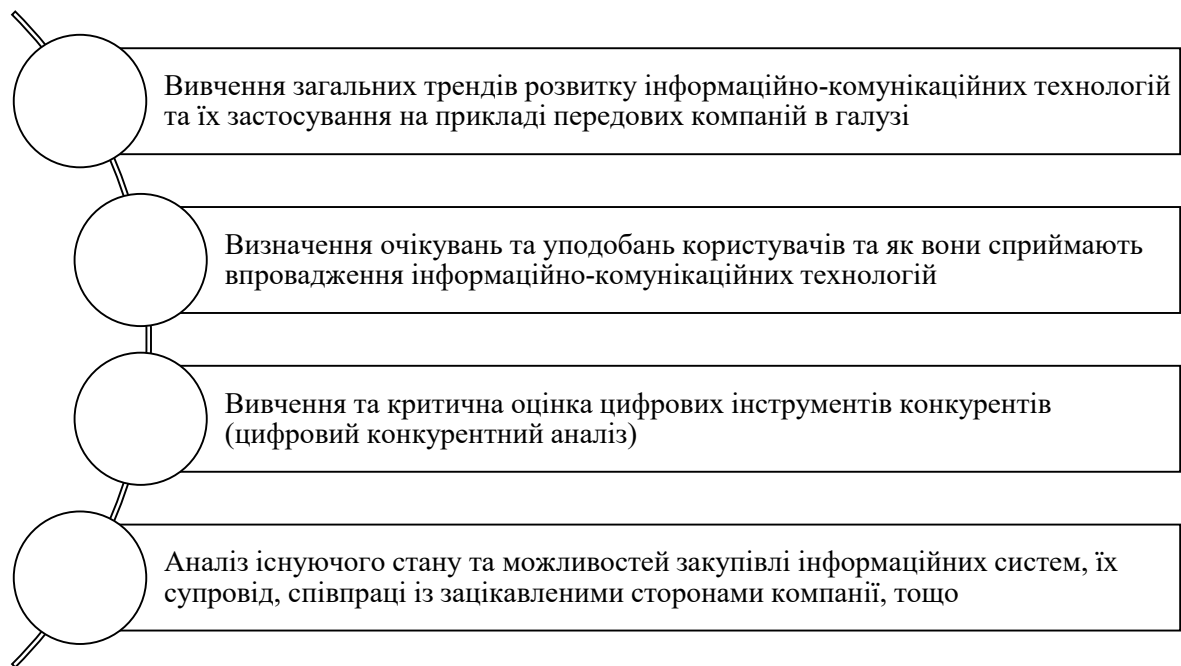 Вивчення загальних трендів розвитку інформаційно-комунікаційних технологій
та їх застосування на прикладі передових компаній в галузі
Визначення очікувань та уподобань користувачів та як вони сприймають
впровадження інформаційно-комунікаційних технологій
Вивчення та критична оцінка цифрових інструментів конкурентів
(цифровий конкурентний аналіз)
Аналіз існуючого стану та можливостей закупівлі інформаційних систем, їх
супровід, співпраці із зацікавленими сторонами компанії, тощо